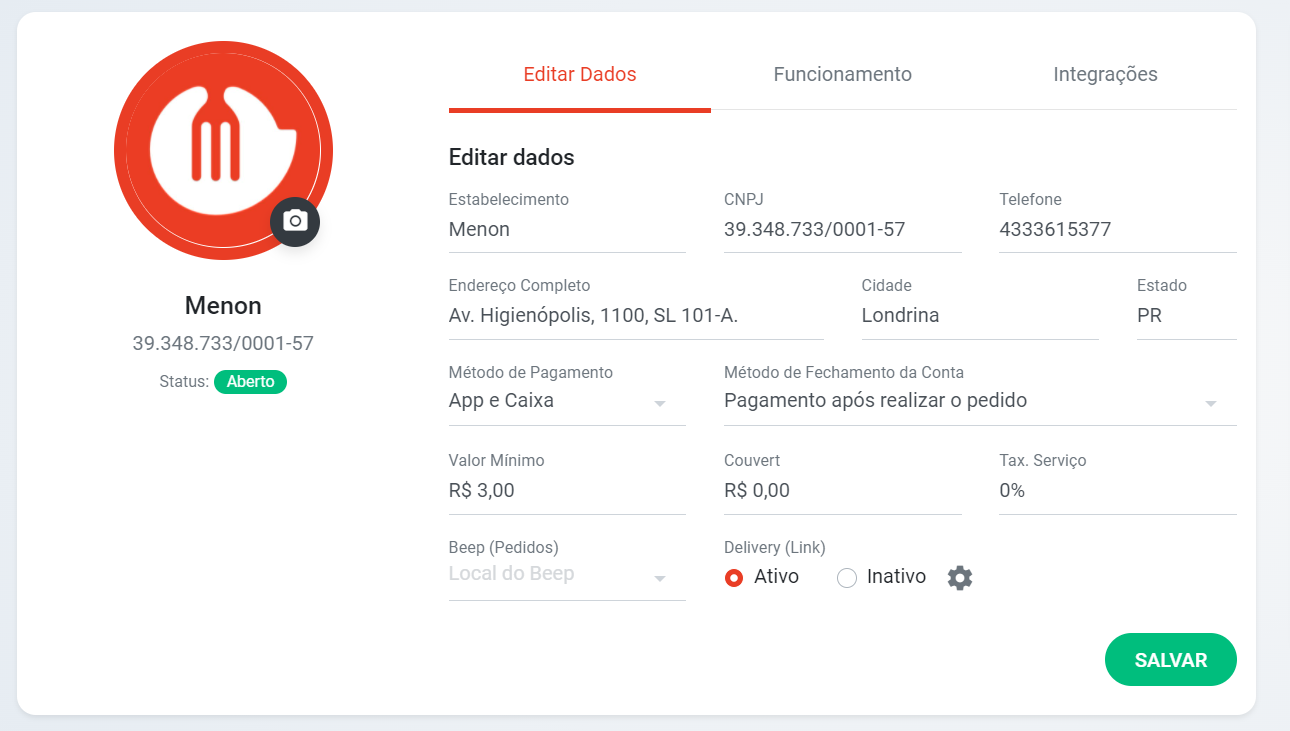 Menon
39.348.733/0001-57
Status: Aberto
Editar Dados Funcionamento Integrações
Editar dados
Estabelecimento CNPJ Telefone
Menon 39.348.733/0001-57 4333615377
Endereço Completo Cidade Estado
Av. Higienópolis, 1100, SL 101-A. Londrina PR
Método de Pagamento Método de Fechamento da Conta
App e Caixa Pagamento após realizar o pedido
Valor Mínimo Couvert Tax. Serviço
R$ 3,00 R$ 0,00 0%
Beep (Pedidos) Delivery (Link)
Local do Beep Ativo Inativo
SALVAR